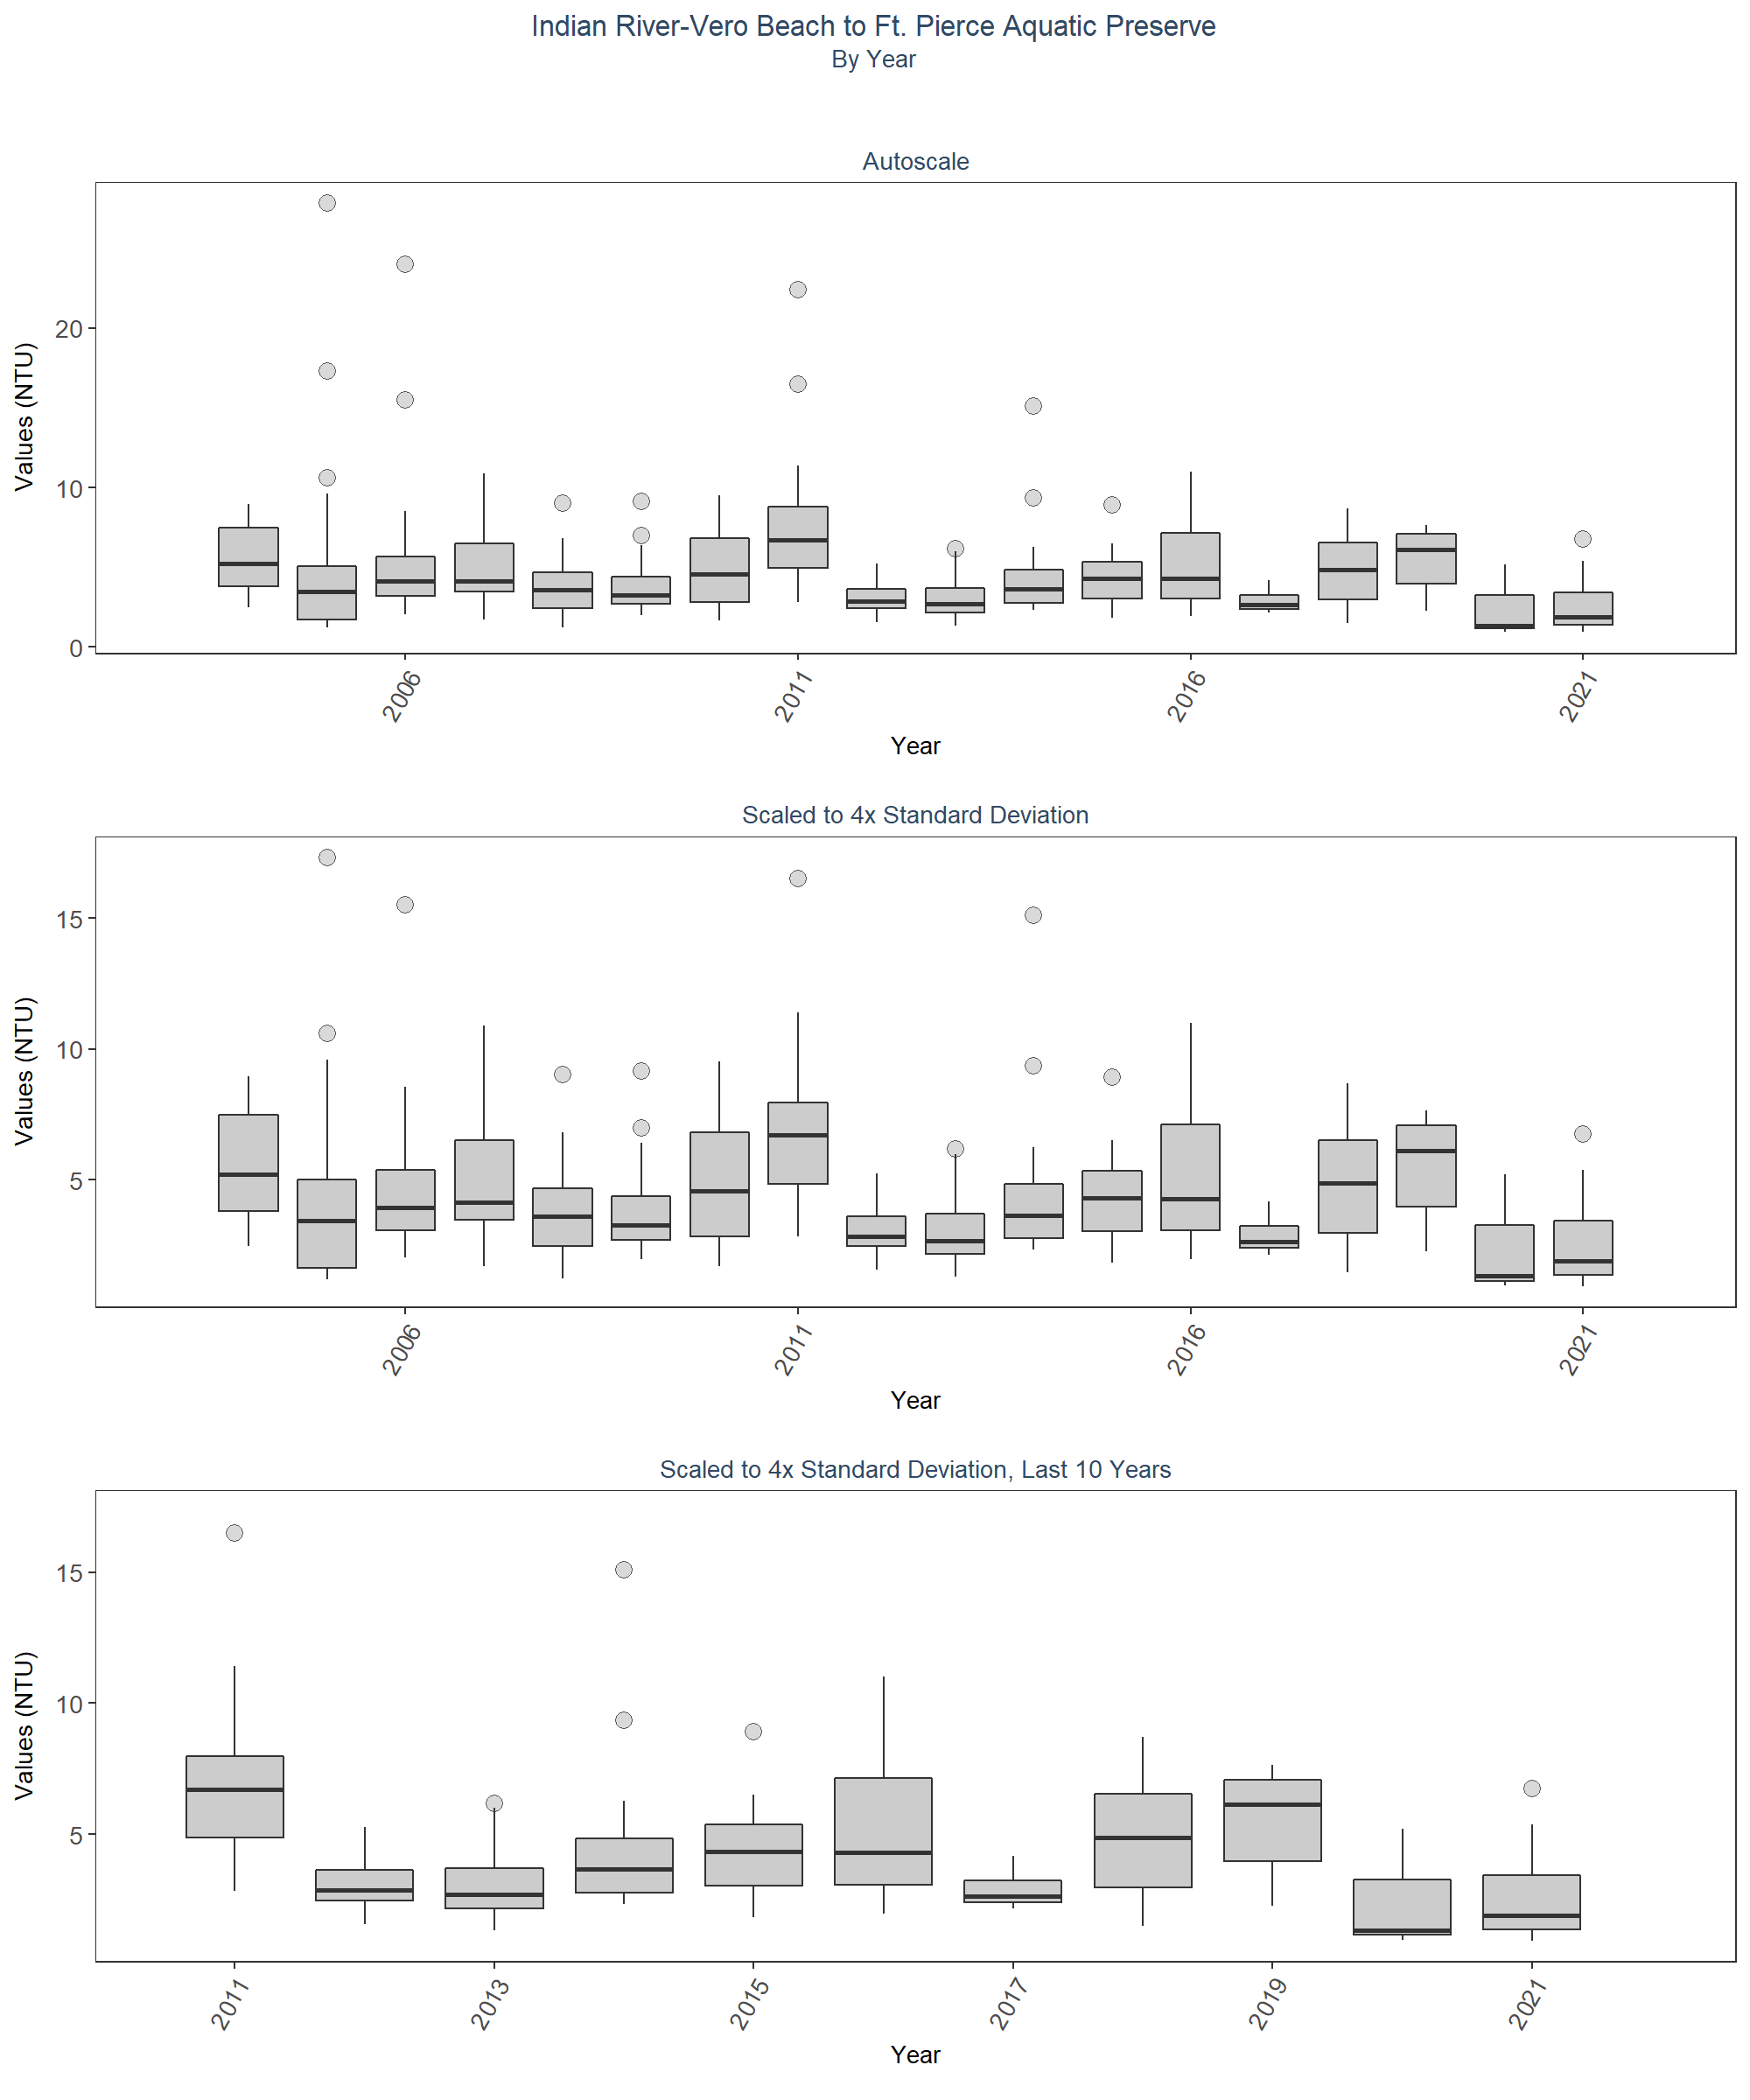 Indian River-Vero Beach to Ft. Pierce Aquatic Preserve
By Year
Autoscale
Values (NTU)
20
10
0
2006
2011
2016
2021
Year
Scaled to 4x Standard Deviation
Values (NTU)
15
10
5
2006
2011
2016
2021
Year
Scaled to 4x Standard Deviation, Last 10 Years
Values (NTU)
15
10
5
2011
2013
2015
2017
2019
2021
Year